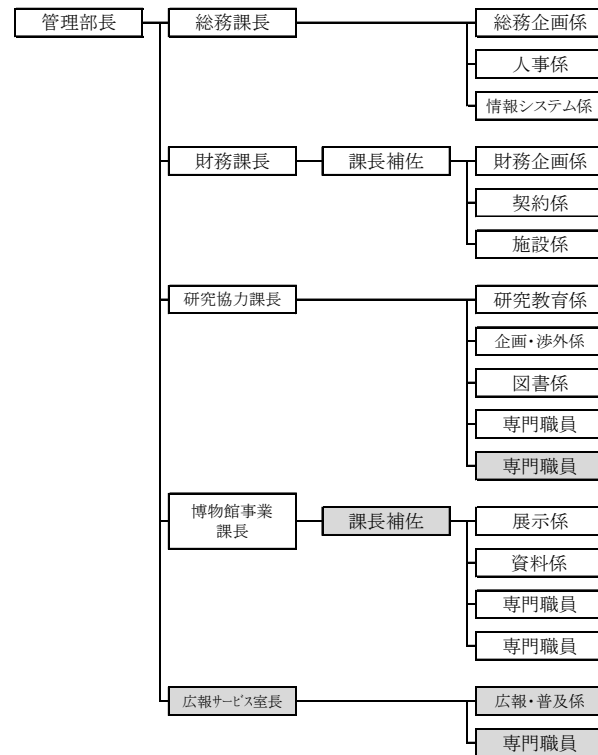 管理部長
総務課長
総務企画係
人事係
情報システム係
財務課長
課長補佐
財務企画係
契約係
施設係
研究協力課長
研究教育係
企画・渉外係
図書係
専門職員
専門職員
博物館事業
課長
課長補佐
展示係
資料係
専門職員
専門職員
広報サービス室長
広報・普及係
専門職員